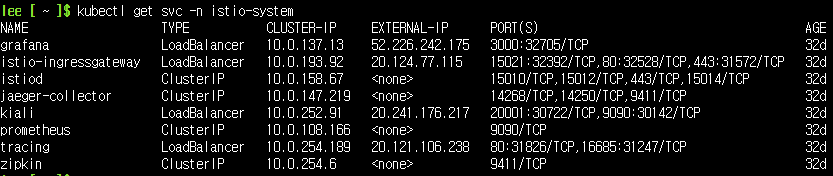 lee [ ~ ]$ kubectl get svc -n istio-system
NAME TYPE CLUSTER-IP EXTERNAL-IP PORT(S) AGE
grafana LoadBalancer 10.0.137.13 52.226.242.175 3000:32705/TCP 32d
istio-ingressgateway LoadBalancer 10.0.193.92 20.124.77.115 15021:32392/TCP,80:32528/TCP,443:31572/TCP 32d
istiod ClusterIP 10.0.158.67 <none> 15010/TCP,15012/TCP,443/TCP,15014/TCP 32d
jaeger-collector ClusterIP 10.0.147.219 <none> 14268/TCP,14250/TCP,9411/TCP 32d
kiali LoadBalancer 10.0.252.91 20.241.176.217 20001:30722/TCP,9090:30142/TCP 32d
prometheus ClusterIP 10.0.108.166 <none> 9090/TCP 32d
tracing LoadBalancer 10.0.254.189 20.121.106.238 80:31826/TCP,16685:31247/TCP 32d
zipkin ClusterIP 10.0.254.6 <none> 9411/TCP 32d
lee [ ~ ]$